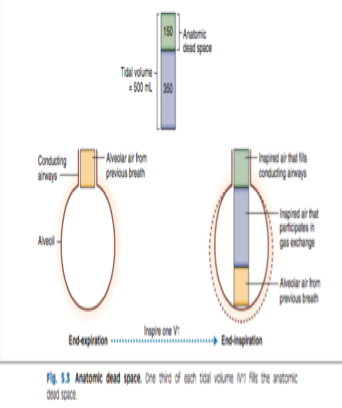 150
Anatomic
dead space
Tidal volume
= 500 mL
350
Conducting
airways
Alveolar air from
previous breath
Inspired air that fills
conducting airways
Alveoli
Inspired air that
participates in
gas exchange
Alveolar air from
previous breath
Inspire one VT
End-expiration
End-inspiration
Fig. 5.3 Anatomic dead space. One third of each tidal volume (VT) fills the anatomic
dead space.